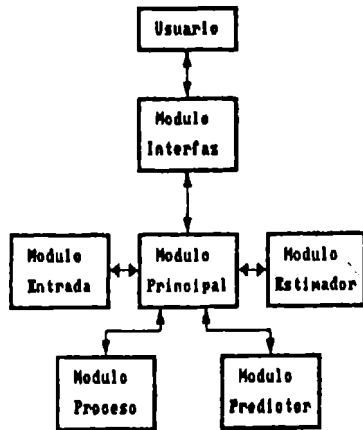 Usuario
Modulo
Interfaz
Modulo
Entrada
Modulo
Principal
Modulo
Estimador
Modulo
Proceso
Modulo
Predictor